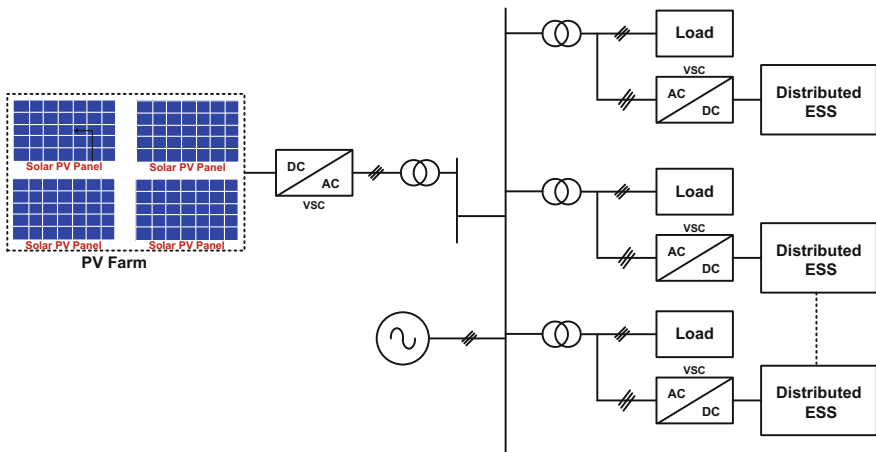 Solar PV Panel
Solar PV Panel
Solar PV Panel
Solar PV Panel
PV Farm
DC
AC
VSC
Load
VSC
AC
DC
Distributed
ESS
Load
VSC
AC
DC
Distributed
ESS
Load
VSC
AC
DC
Distributed
ESS